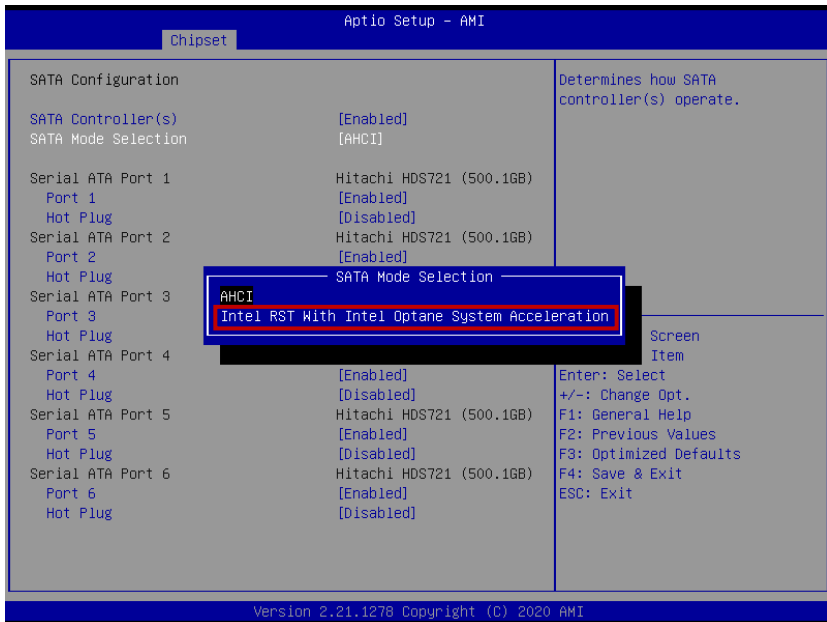 Aptio Setup - AMI
Chipset
SATA Configuration
Determines how SATA
controller(s) operate.
SATA Controller(s) [Enabled]
SATA Mode Selection [AHCI]
Serial ATA Port 1 Hitachi HDS721 (500.1GB)
Port 1 [Enabled]
Hot Plug [Disabled]
Serial ATA Port 2 Hitachi HDS721 (500.1GB)
Port 2 [Enabled]
Hot Plug
SATA Mode Selection
Serial ATA Port 3
AHCI
Port 3
Intel RST With Intel Optane System Acceleration
Hot Plug
Screen
Serial ATA Port 4
Item
Port 4 [Enabled]
Enter: Select
Hot Plug [Disabled]
+/-: Change Opt.
Serial ATA Port 5 Hitachi HDS721 (500.1GB)
F1: General Help
Port 5 [Enabled]
F2: Previous Values
Hot Plug [Disabled]
F3: Optimized Defaults
Serial ATA Port 6 Hitachi HDS721 (500.1GB)
F4: Save & Exit
Port 6 [Enabled]
ESC: Exit
Hot Plug [Disabled]
Version 2.21.1278 Copyright (C) 2020 AMI